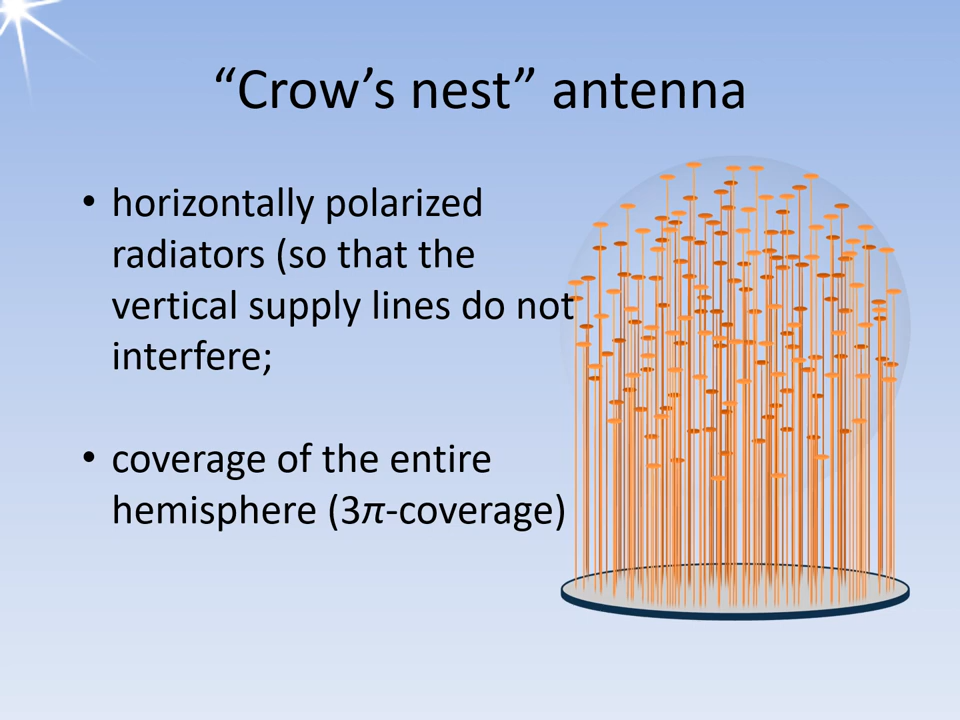 “Crow’s nest” antenna
• horizontally polarized
radiators (so that the
vertical supply lines do not
interfere;
• coverage of the entire
hemisphere (3π-coverage)